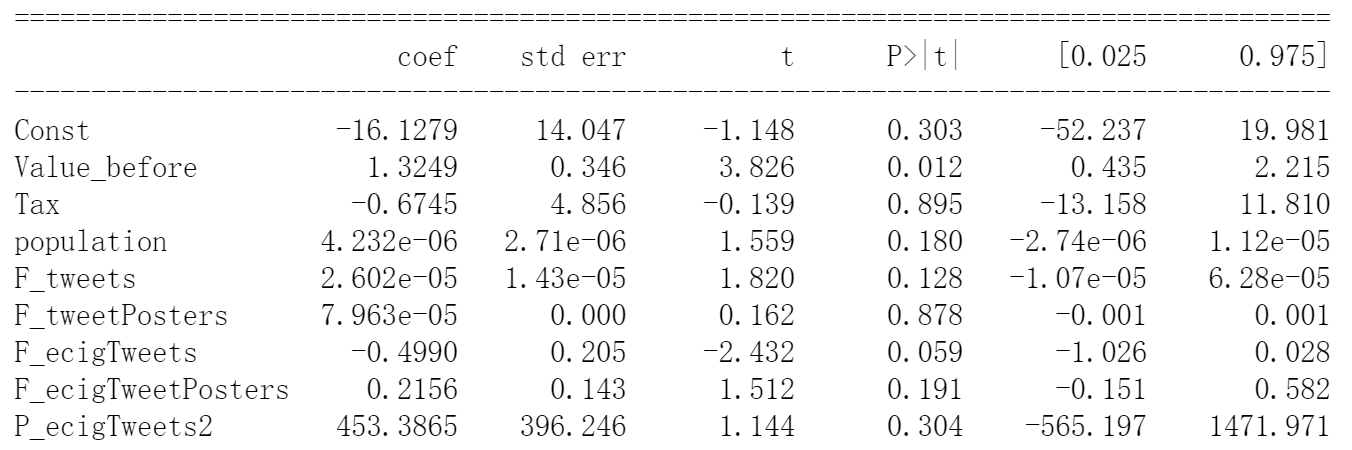 ==============================================================================
coef std err t P>|t| [0.025 0.975]
------------------------------------------------------------------------------
Const -16.1279 14.047 -1.148 0.303 -52.237 19.981
Value_before 1.3249 0.346 3.826 0.012 0.435 2.215
Tax -0.6745 4.856 -0.139 0.895 -13.158 11.810
population 4.232e-06 2.71e-06 1.559 0.180 -2.74e-06 1.12e-05
F_tweets 2.602e-05 1.43e-05 1.820 0.128 -1.07e-05 6.28e-05
F_tweetPosters 7.963e-05 0.000 0.162 0.878 -0.001 0.001
F_ecigTweets -0.4990 0.205 -2.432 0.059 -1.026 0.028
F_ecigTweetPosters 0.2156 0.143 1.512 0.191 -0.151 0.582
P_ecigTweets2 453.3865 396.246 1.144 0.304 -565.197 1471.971